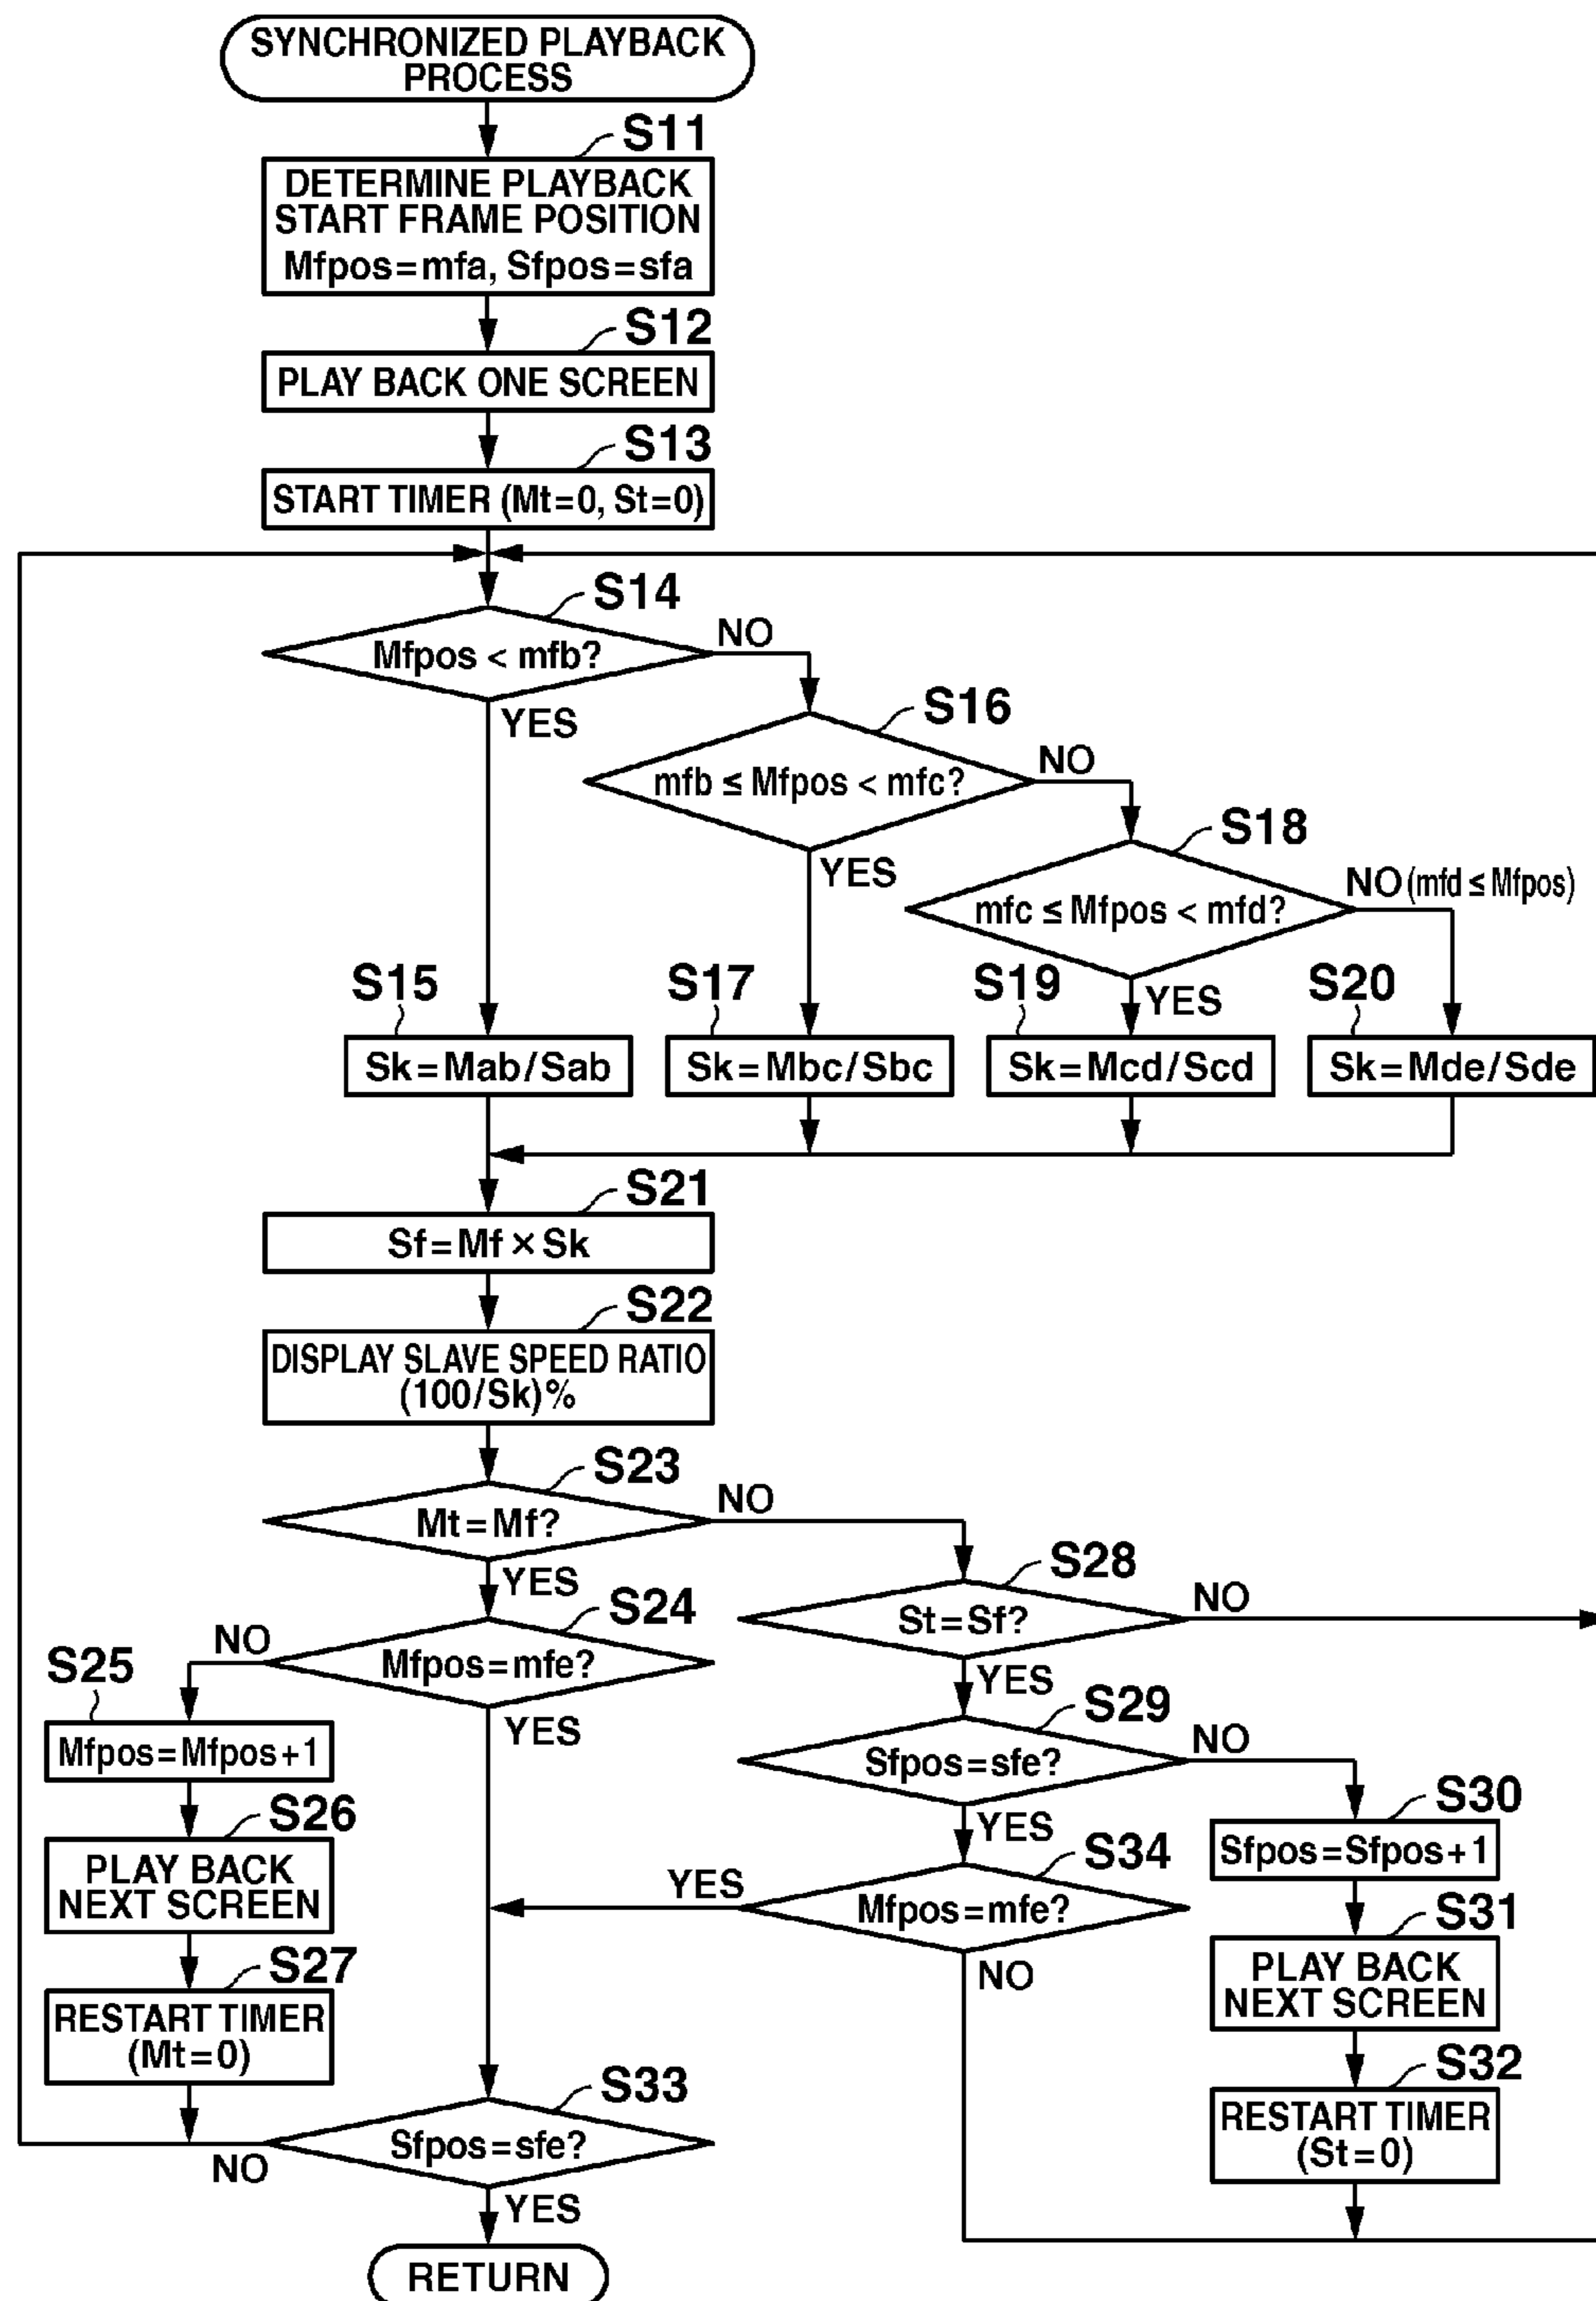 SYNCHRONIZED PLAYBACK
PROCESS
S11
DETERMINE PLAYBACK
START FRAME POSITION
Mfpos=mfa, Sfpos=sfa
S12
PLAY BACK ONE SCREEN
S13
START TIMER (Mt=0, St=0)
S14
Mfpos < mfb?
NO
YES
S16
mfb ≤ Mfpos < mfc?
NO
YES
S18
mfc ≤ Mfpos < mfd?
NO (mfd ≤ Mfpos)
YES
S15
Sk=Mab/Sab
S17
Sk=Mbc/Sbc
S19
Sk=Mcd/Scd
S20
Sk=Mde/Sde
S21
Sf=Mf×Sk
S22
DISPLAY SLAVE SPEED RATIO
(100/Sk)%
S23
Mt=Mf?
NO
YES
S24
Mfpos=mfe?
NO
YES
S25
Mfpos=Mfpos+1
S26
PLAY BACK
NEXT SCREEN
S27
RESTART TIMER
(Mt=0)
S28
St=Sf?
NO
YES
S29
Sfpos=sfe?
NO
YES
S30
Sfpos=Sfpos+1
S31
PLAY BACK
NEXT SCREEN
S32
RESTART TIMER
(St=0)
S34
Mfpos=mfe?
YES
NO
S33
Sfpos=sfe?
NO
YES
RETURN